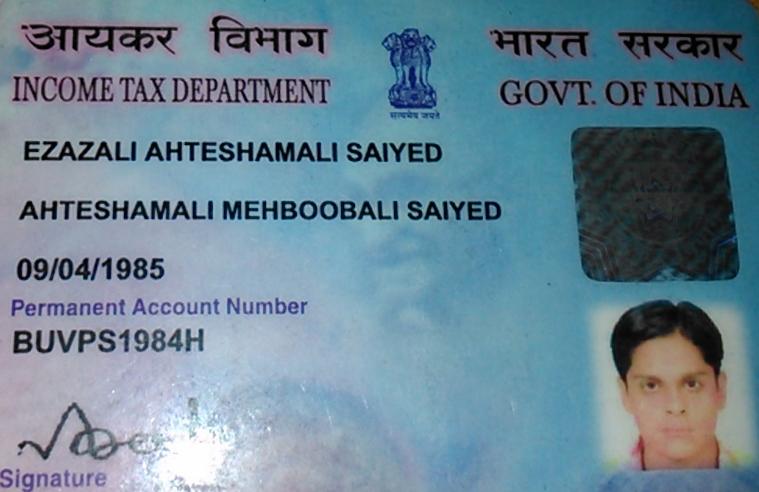 आयकर विभाग
भारत सरकार
INCOME TAX DEPARTMENT
GOVT. OF INDIA
सत्यमेव जयते
EZAZALI AHTESHAMALI SAIYED
AHTESHAMALI MEHBOOBALI SAIYED
09/04/1985
Permanent Account Number
BUVPS1984H
Signature